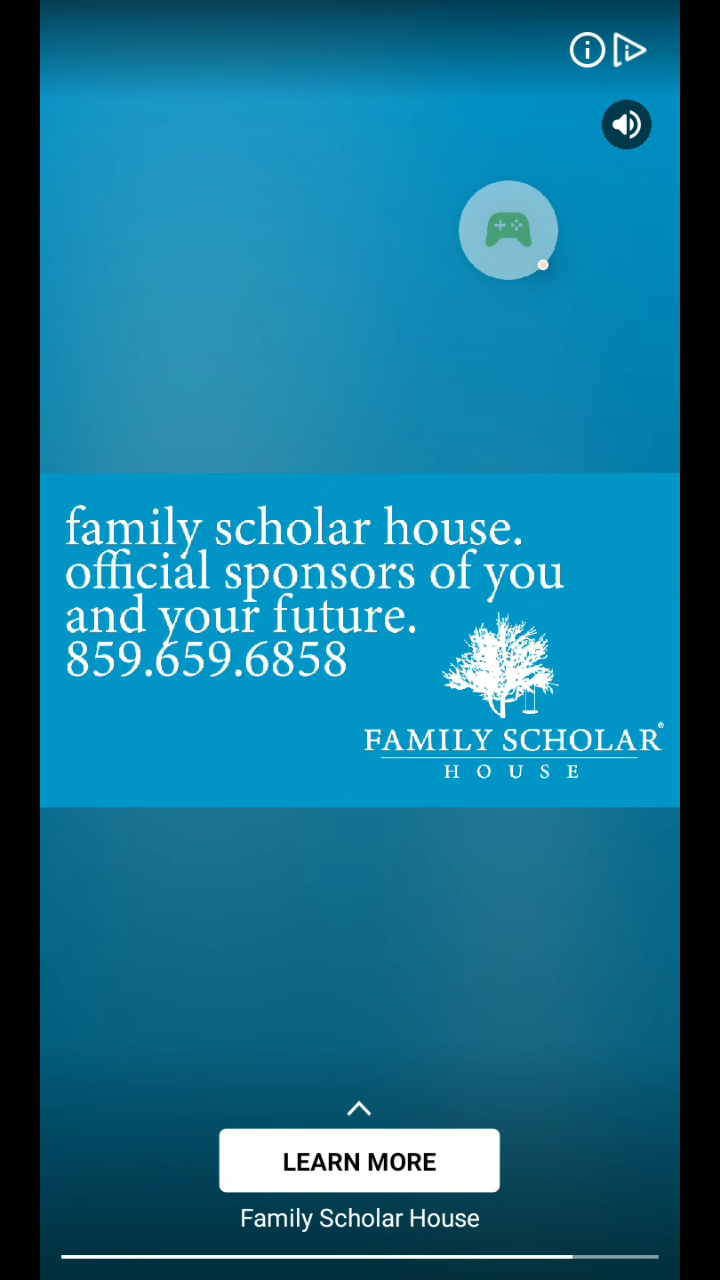 family scholar house.
official sponsors of you
and your future.
859.659.6858
FAMILY SCHOLAR®
HOUSE
LEARN MORE
Family Scholar House